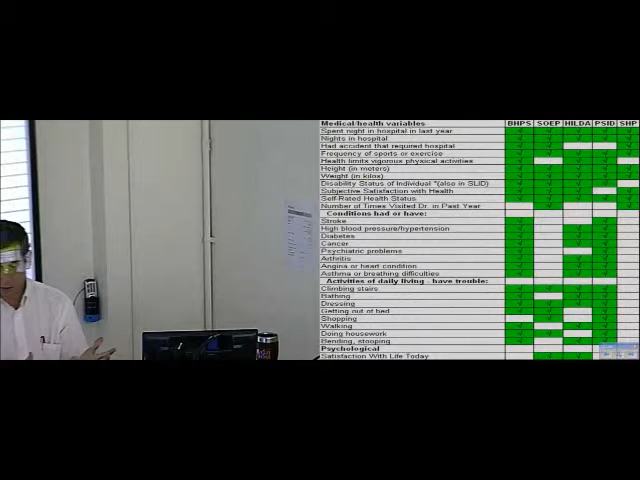 Medical/health variables BHPS SOEP HILDA PSID SHP
Spent night in hospital in last year
Nights in hospital
Had accident that required hospital
Frequency of sports or exercise
Health limits vigorous physical activities
Height (in meters)
Weight (in kilos)
Disability Status of Individual *(also in SLID)
Subjective Satisfaction with Health
Self-Rated Health Status
Number of Times Visited Dr. in Past Year
Conditions had or have:
Stroke
High blood pressure/hypertension
Diabetes
Cancer
Psychiatric problems
Arthritis
Angina or heart condition
Asthma or breathing difficulties
Activities of daily living - have trouble:
Climbing stairs
Bathing
Dressing
Getting out of bed
Shopping
Walking
Doing housework
Bending, stooping
Psychological
Satisfaction With Life Today